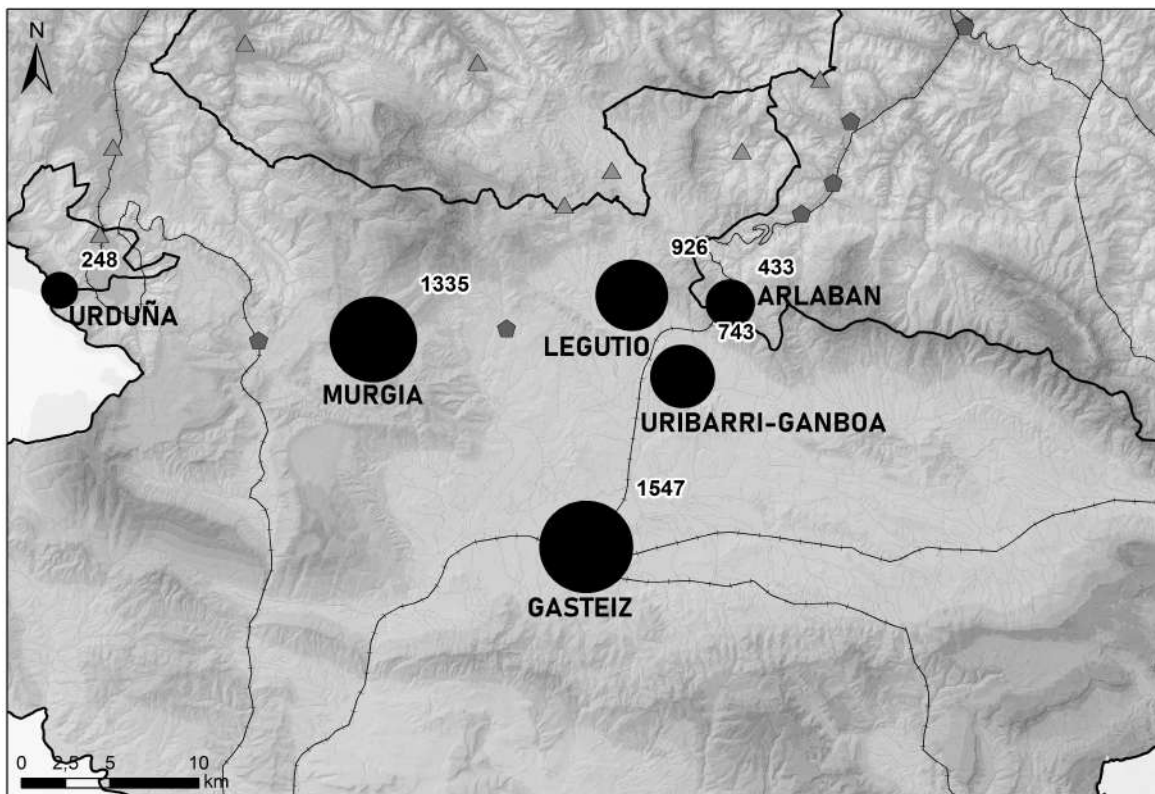 N
926
248
433
1335
URDUÑA
ARLABAN
743
LEGUTIO
MURGIA
URIBARRI-GANBOA
1547
GASTEIZ
0 2,5 5 10
km